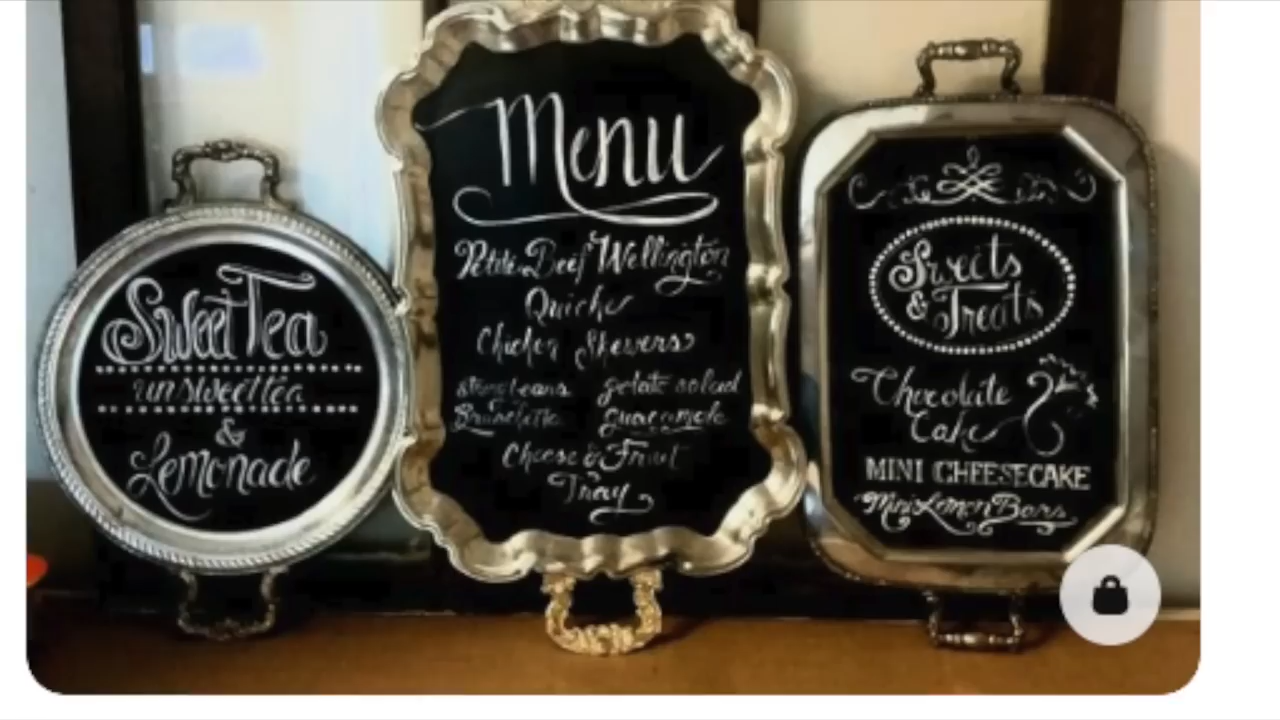 Sweet Tea
unsweet tea
&
Lemonade
Menu
Petite Beef Wellington
Quiche
Chicken Skewers
potato salad
Bruschetta Guacamole
Cheese & Fruit
Tray
Sweets
& Treats
Chocolate
Cake
MINI CHEESECAKE
Mini Lemon Bars